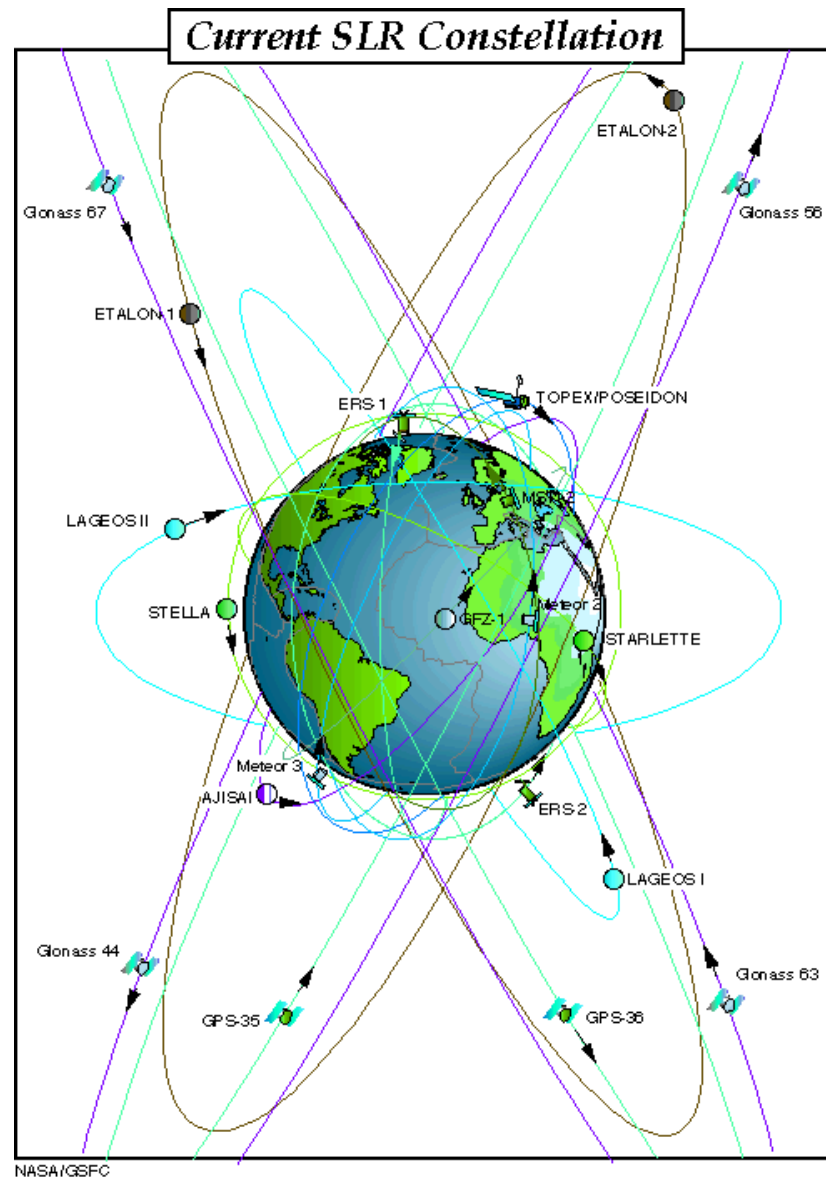 Current SLR Constellation
ETALON-2
Glonass 67
Glonass 56
ETALON-1
ERS-1
TOPEX/POSEIDON
LAGEOS II
STELLA
GFZ-1
Meteor 2
STARLETTE
Meteor 3
AJISAI
ERS-2
LAGEOS I
Glonass 44
Glonass 63
GPS-35
GPS-36
NASA/GSFC